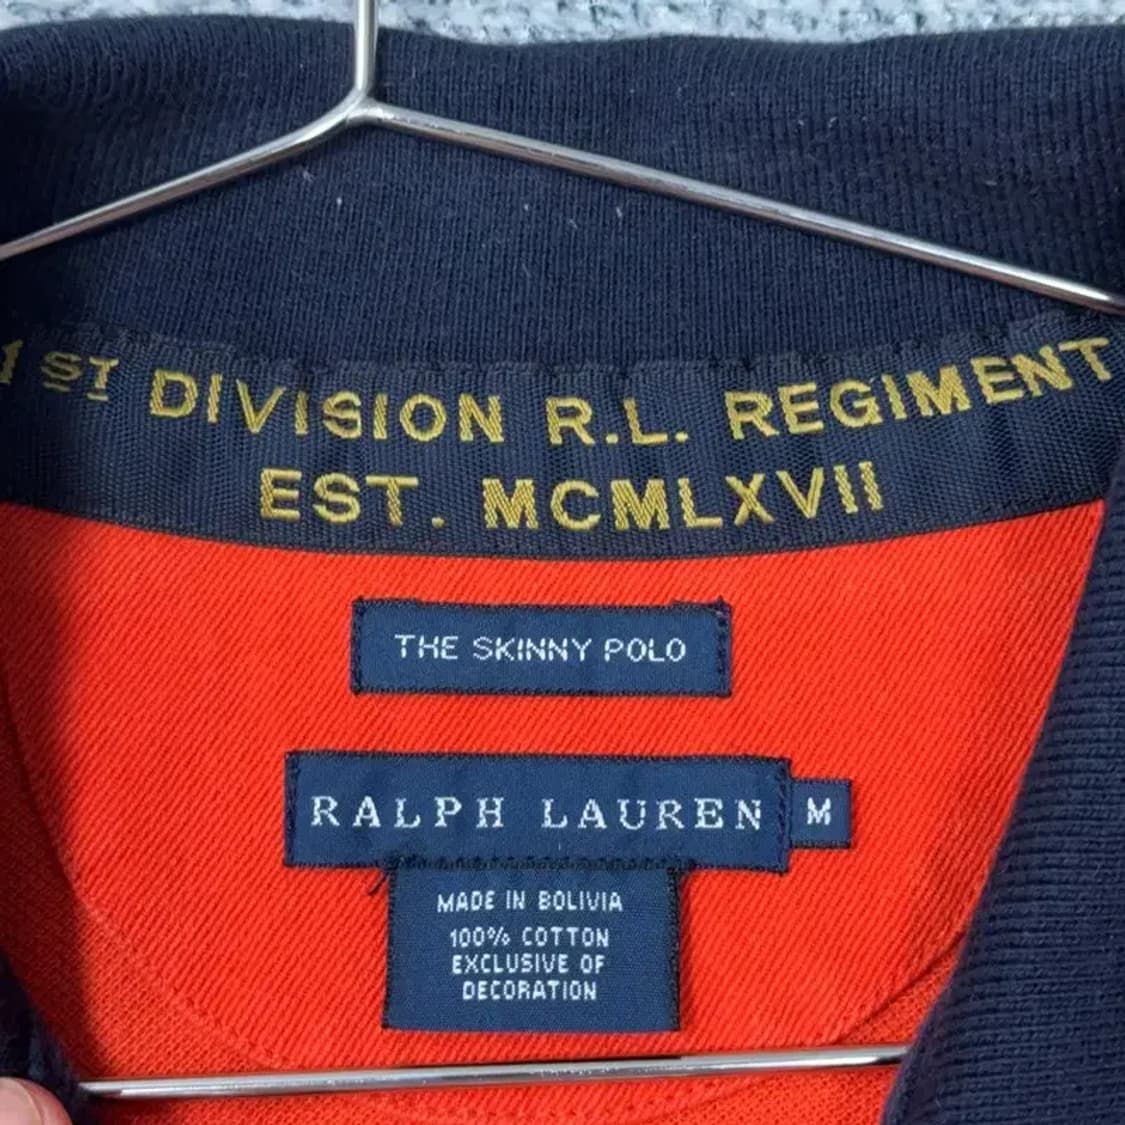 1ST DIVISION R.L. REGIMENT
EST. MCMLXVII
THE SKINNY POLO
RALPH LAUREN
M
MADE IN BOLIVIA
100% COTTON
EXCLUSIVE OF
DECORATION